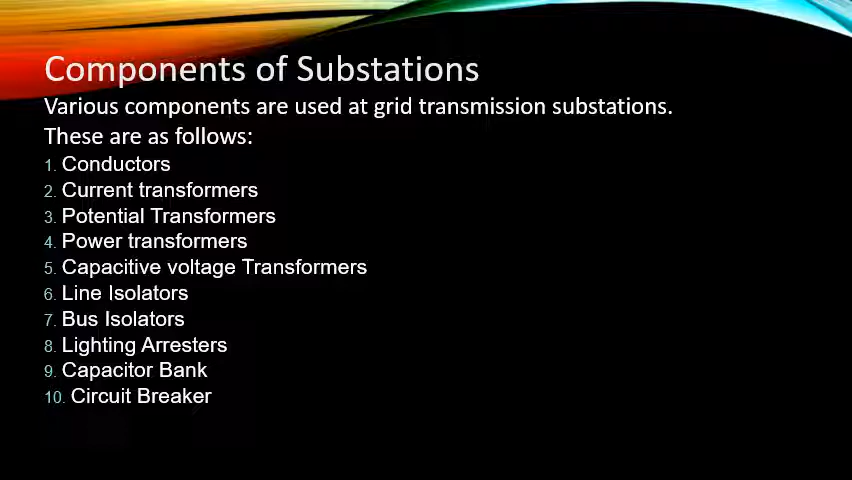 Components of Substations
Various components are used at grid transmission substations.
These are as follows:
1. Conductors
2. Current transformers
3. Potential Transformers
4. Power transformers
5. Capacitive voltage Transformers
6. Line Isolators
7. Bus Isolators
8. Lighting Arresters
9. Capacitor Bank
10. Circuit Breaker